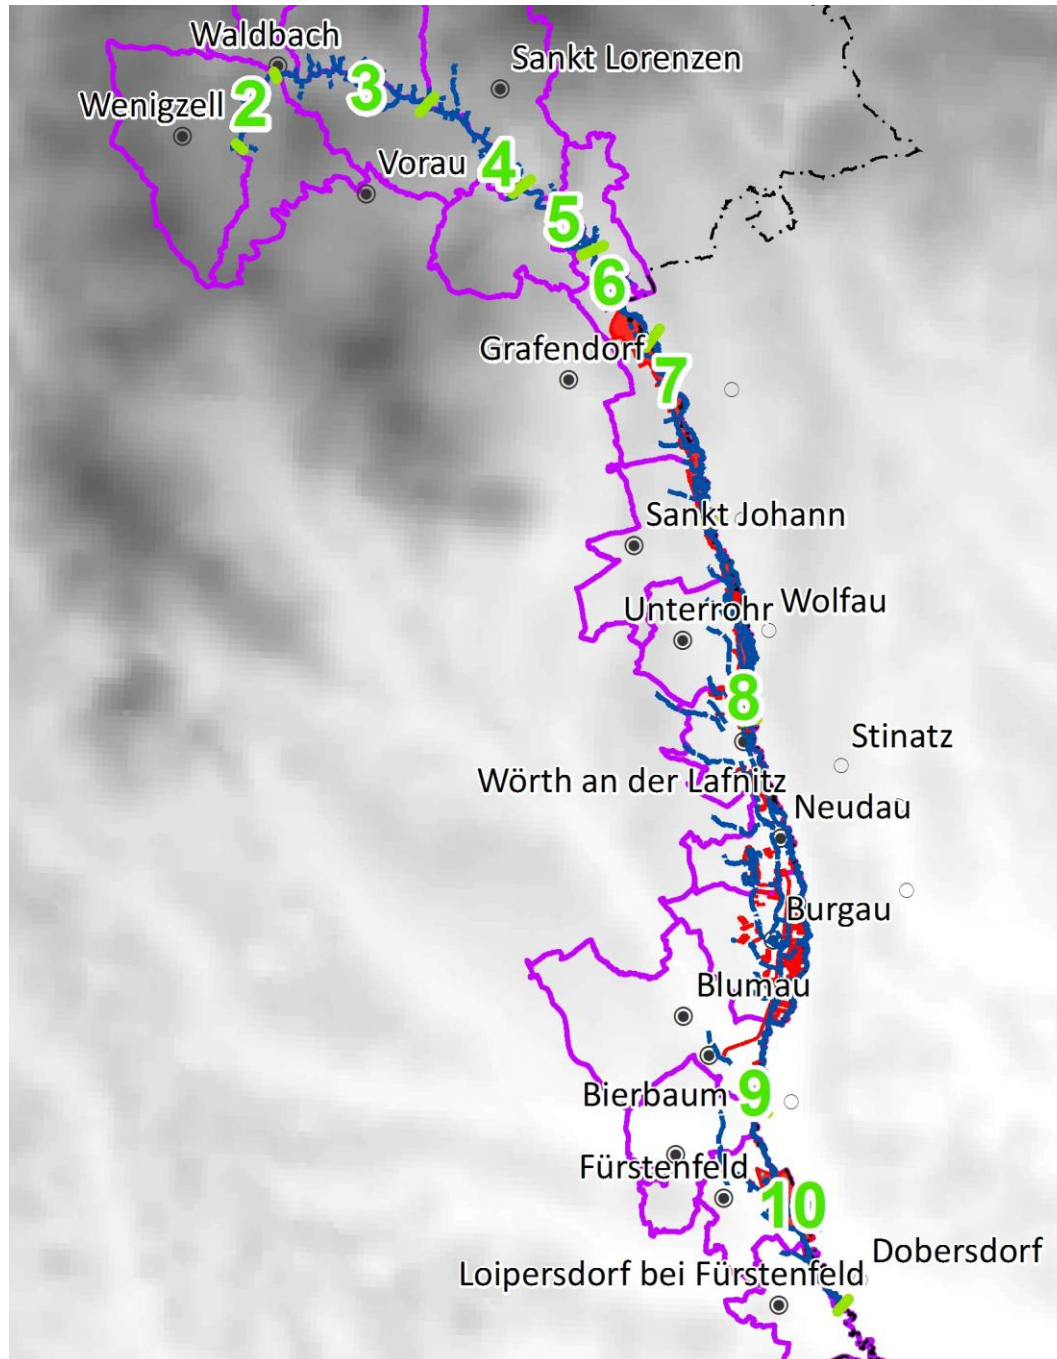 Waldbach
Sankt Lorenzen
3
2
Wenigzell
Vorau
4
5
6
Grafendorf
7
Sankt Johann
Unterrohr
Wolfau
8
Stinatz
Wörth an der Lafnitz
Neudau
Burgau
Blumau
Bierbaum
9
Fürstenfeld
10
Dobersdorf
Loipersdorf bei Fürstenfeld